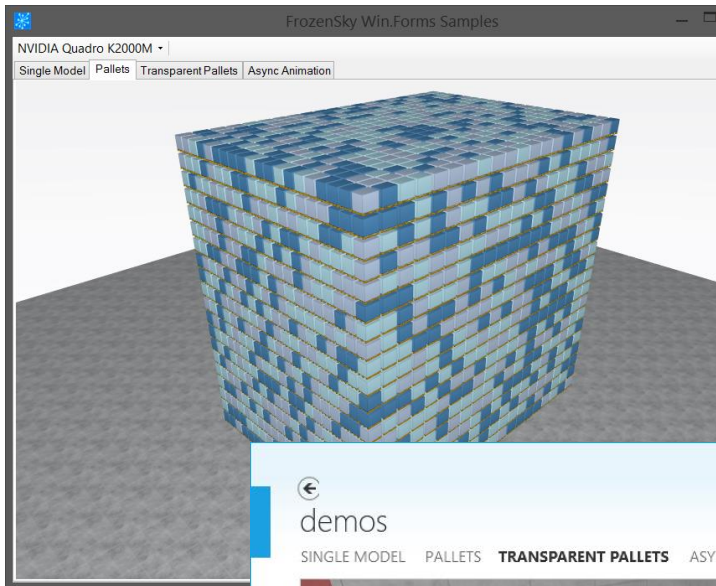 FrozenSky Win.Forms Samples
NVIDIA Quadro K2000M
Single Model Pallets Transparent Pallets Async Animation
demos
SINGLE MODEL PALLETS TRANSPARENT PALLETS ASY